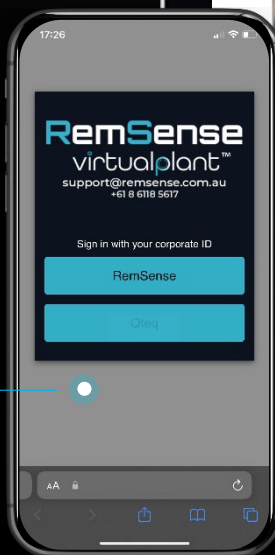 17:26
RemSense
virtualplant™
support@remsense.com.au
+61 8 6118 5617
Sign in with your corporate ID
RemSense
Qteq
AA